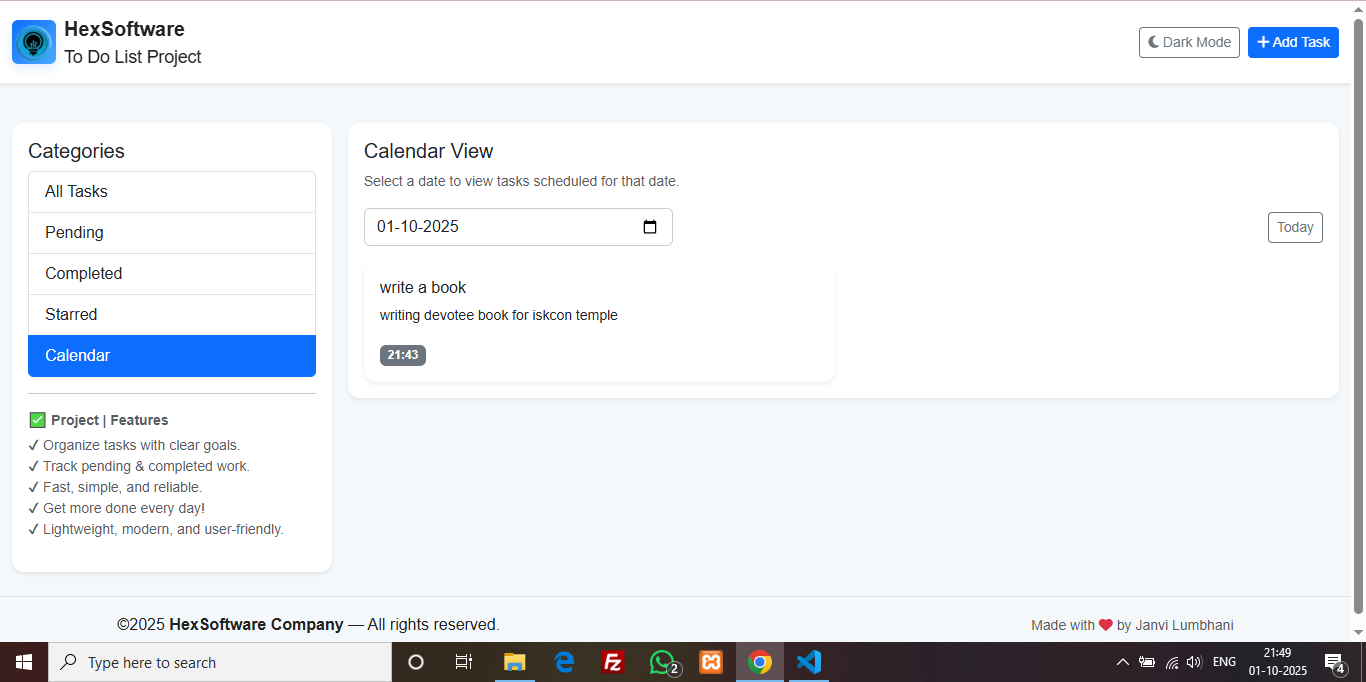 HexSoftware
To Do List Project
Dark Mode
Add Task
Categories
All Tasks
Pending
Completed
Starred
Calendar
✅ Project | Features
✓ Organize tasks with clear goals.
✓ Track pending & completed work.
✓ Fast, simple, and reliable.
✓ Get more done every day!
✓ Lightweight, modern, and user-friendly.
Calendar View
Select a date to view tasks scheduled for that date.
01-10-2025
Today
write a book
writing devotee book for iskcon temple
21:43
©2025 HexSoftware Company — All rights reserved.
Made with ❤ by Janvi Lumbhani
Type here to search
Fz
2
ENG
21:49
01-10-2025
4